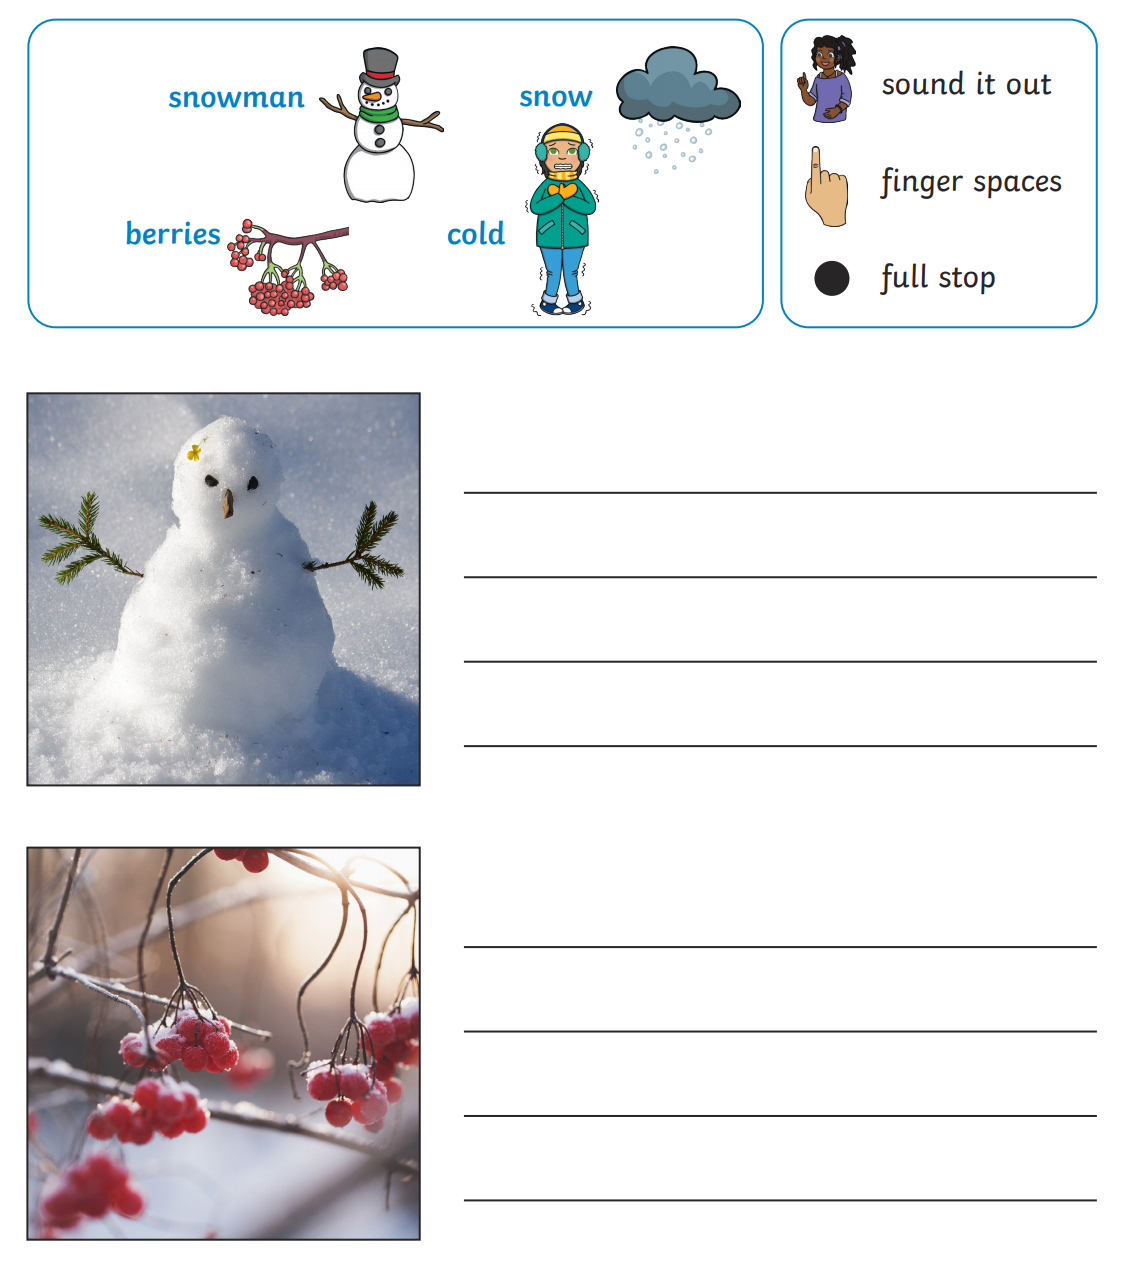 snowman
snow
berries
cold
sound it out
finger spaces
full stop